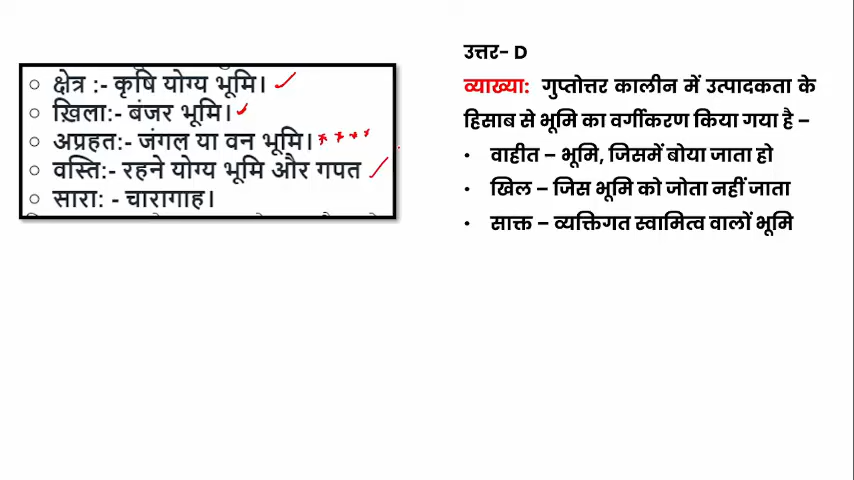 क्षेत्र :- कृषि योग्य भूमि।
ख़िला:- बंजर भूमि।
अप्रहत:- जंगल या वन भूमि।
वस्ति:- रहने योग्य भूमि और गपत
सारा: - चारागाह।
उत्तर- D
व्याख्या: गुप्तोत्तर कालीन में उत्पादकता के
हिसाब से भूमि का वर्गीकरण किया गया है –
• वाहीत – भूमि, जिसमें बोया जाता हो
• खिल – जिस भूमि को जोता नहीं जाता
• साक्त – व्यक्तिगत स्वामित्व वालों भूमि